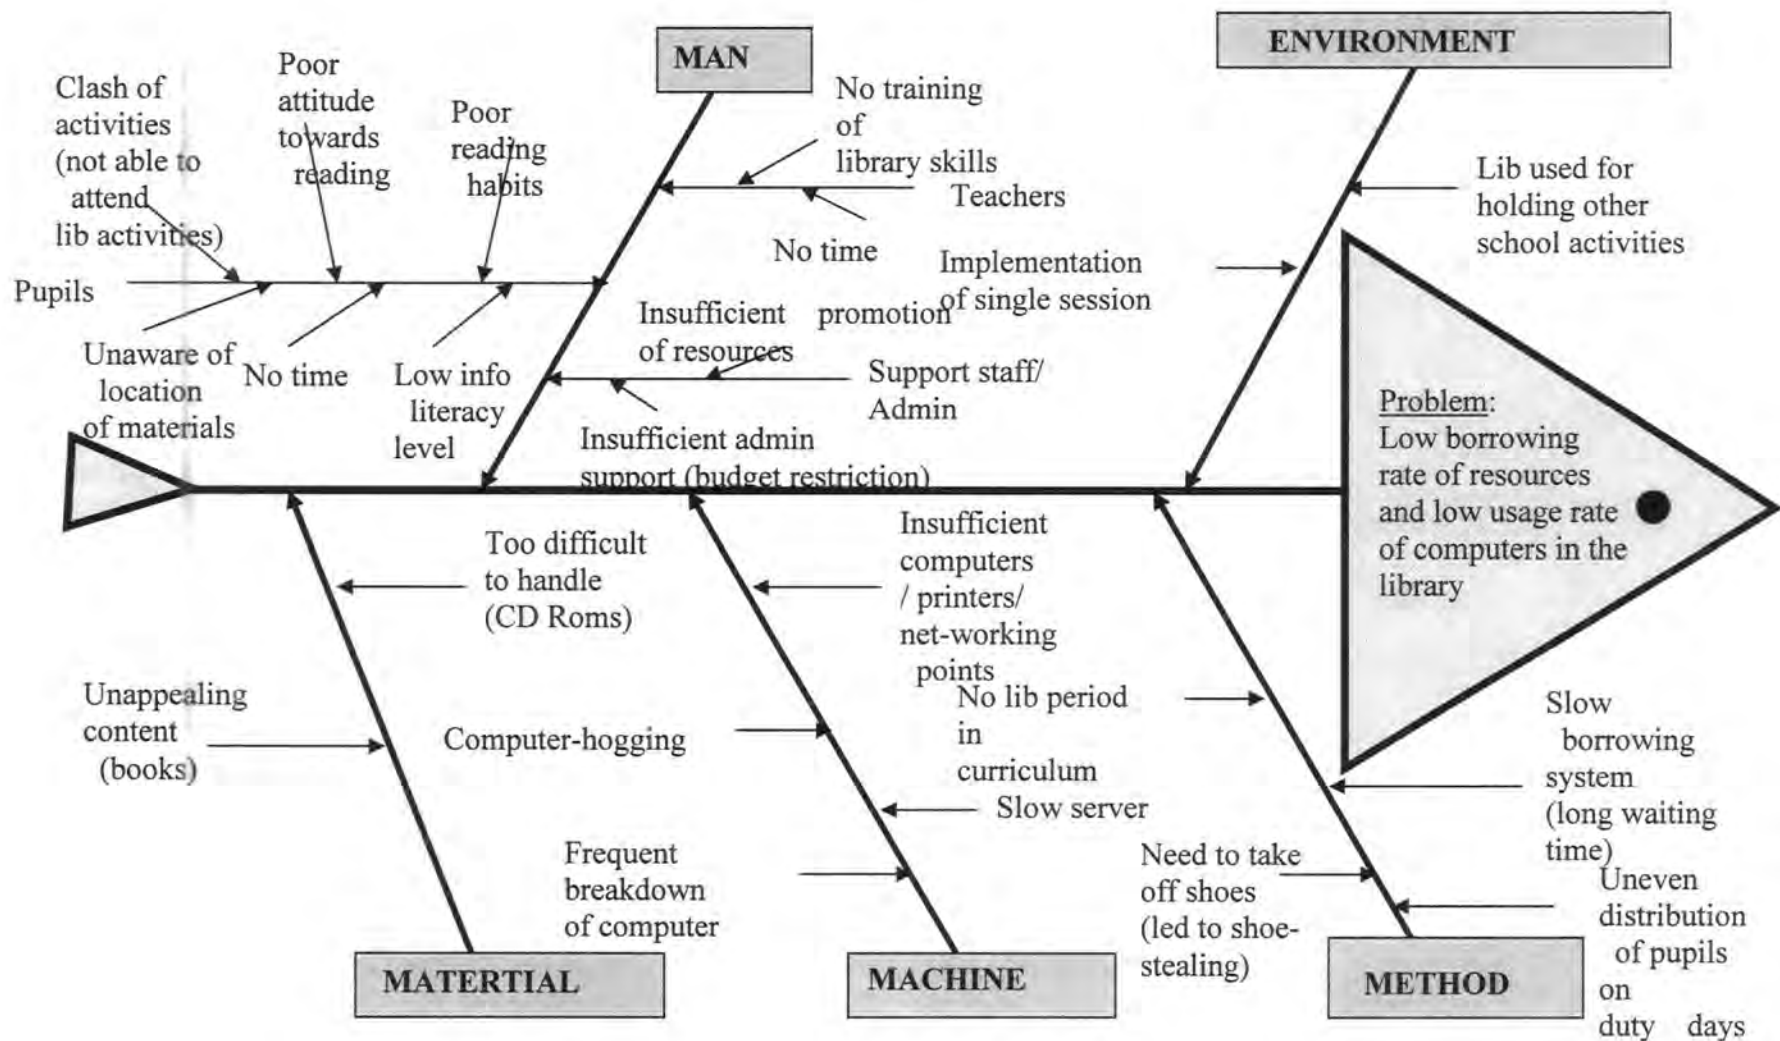 MAN
ENVIRONMENT
Clash of
activities
(not able to
attend
lib activities)
Poor
attitude
towards
reading
Poor
reading
habits
No training
of
library skills
Teachers
No time
Lib used for
holding other
school activities
Implementation
of single session
Pupils
Unaware of
location
of materials
No time
Low info
literacy
level
Insufficient promotion
of resources
Support staff/
Admin
Insufficient admin
support (budget restriction)
Problem:
Low borrowing
rate of resources
and low usage rate
of computers in the
library
Too difficult
to handle
(CD Roms)
Unappealing
content
(books)
Insufficient
computers
/ printers/
net-working
points
Computer-hogging
Slow server
Frequent
breakdown
of computer
No lib period
in
curriculum
Slow
borrowing
system
(long waiting
time)
Need to take
off shoes
(led to shoe-
stealing)
Uneven
distribution
of pupils
on
duty days
MATERTIAL
MACHINE
METHOD